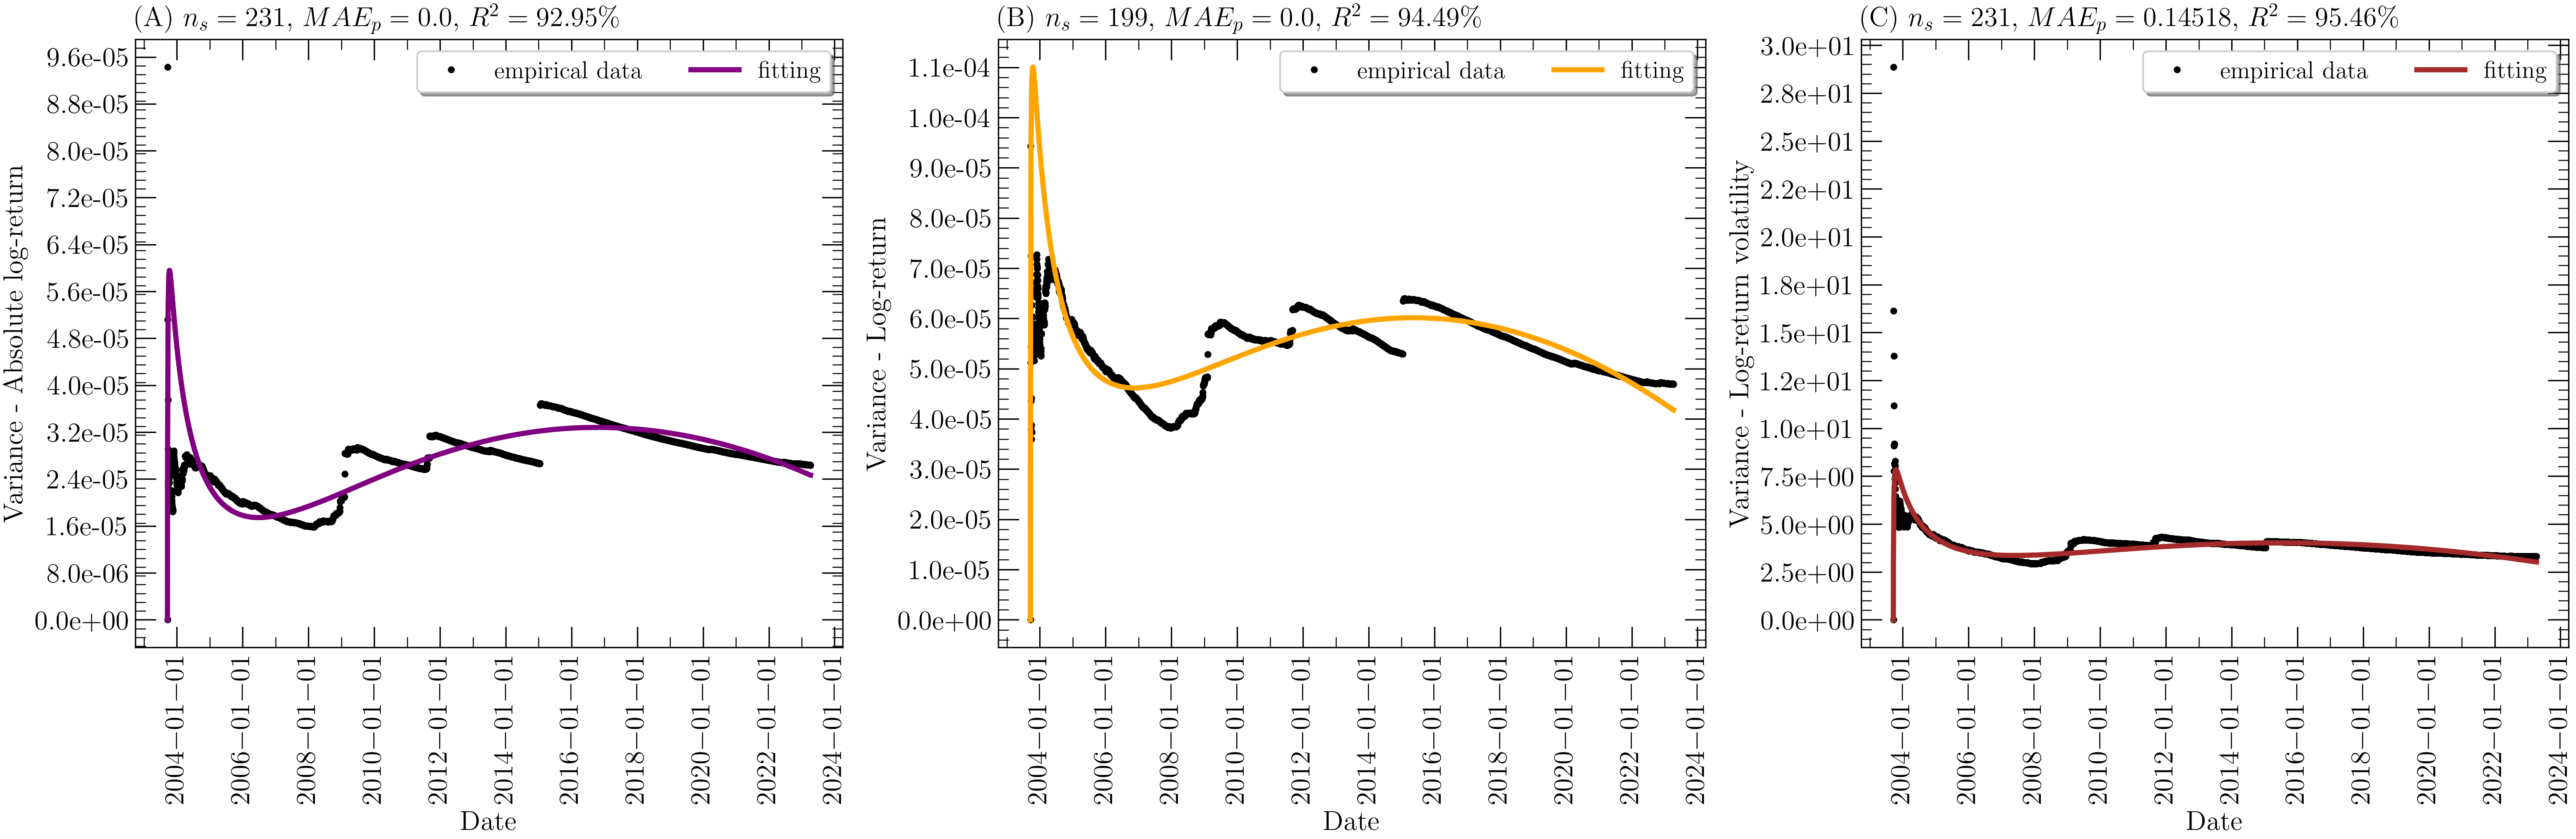 (A) n_s = 231, MAE_p = 0.0, R^2 = 92.95%
empirical data
fitting
Variance - Absolute log-return
9.6e-05
8.8e-05
8.0e-05
7.2e-05
6.4e-05
5.6e-05
4.8e-05
4.0e-05
3.2e-05
2.4e-05
1.6e-05
8.0e-06
0.0e+00
2004−01−01
2006−01−01
2008−01−01
2010−01−01
2012−01−01
2014−01−01
2016−01−01
2018−01−01
2020−01−01
2022−01−01
2024−01−01
Date
(B) n_s = 199, MAE_p = 0.0, R^2 = 94.49%
empirical data
fitting
Variance - Log-return
1.1e-04
1.0e-04
9.0e-05
8.0e-05
7.0e-05
6.0e-05
5.0e-05
4.0e-05
3.0e-05
2.0e-05
1.0e-05
0.0e+00
2004−01−01
2006−01−01
2008−01−01
2010−01−01
2012−01−01
2014−01−01
2016−01−01
2018−01−01
2020−01−01
2022−01−01
2024−01−01
Date
(C) n_s = 231, MAE_p = 0.14518, R^2 = 95.46%
empirical data
fitting
Variance - Log-return volatility
3.0e+01
2.8e+01
2.5e+01
2.2e+01
2.0e+01
1.8e+01
1.5e+01
1.2e+01
1.0e+01
7.5e+00
5.0e+00
2.5e+00
0.0e+00
2004−01−01
2006−01−01
2008−01−01
2010−01−01
2012−01−01
2014−01−01
2016−01−01
2018−01−01
2020−01−01
2022−01−01
2024−01−01
Date